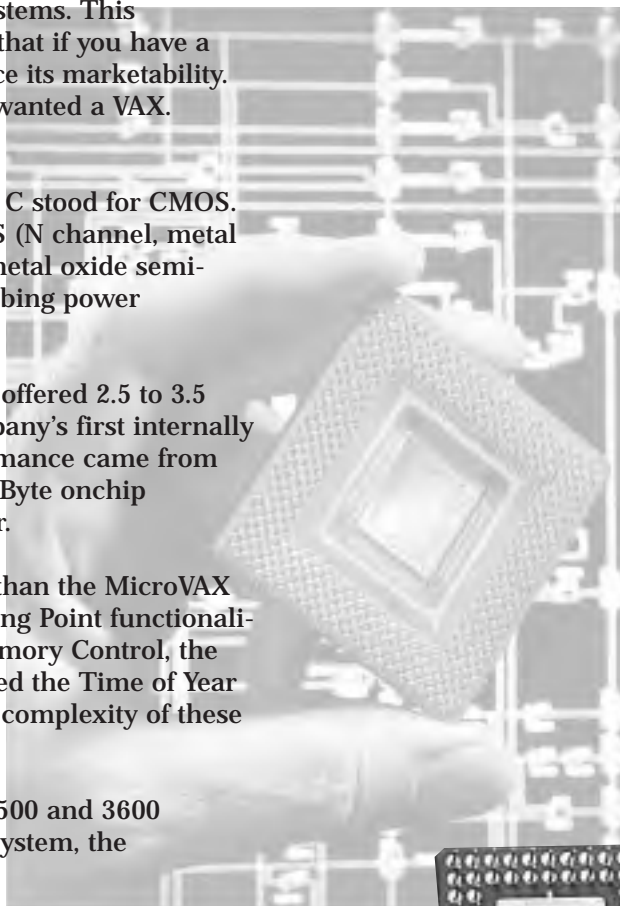 stems. This
that if you have a
ce its marketability.
wanted a VAX.
C stood for CMOS.
S (N channel, metal
metal oxide semi-
bing power
offered 2.5 to 3.5
pany's first internally
mance came from
Byte onchip
r.
than the MicroVAX
ng Point functionali-
mory Control, the
ed the Time of Year
complexity of these
500 and 3600
ystem, the